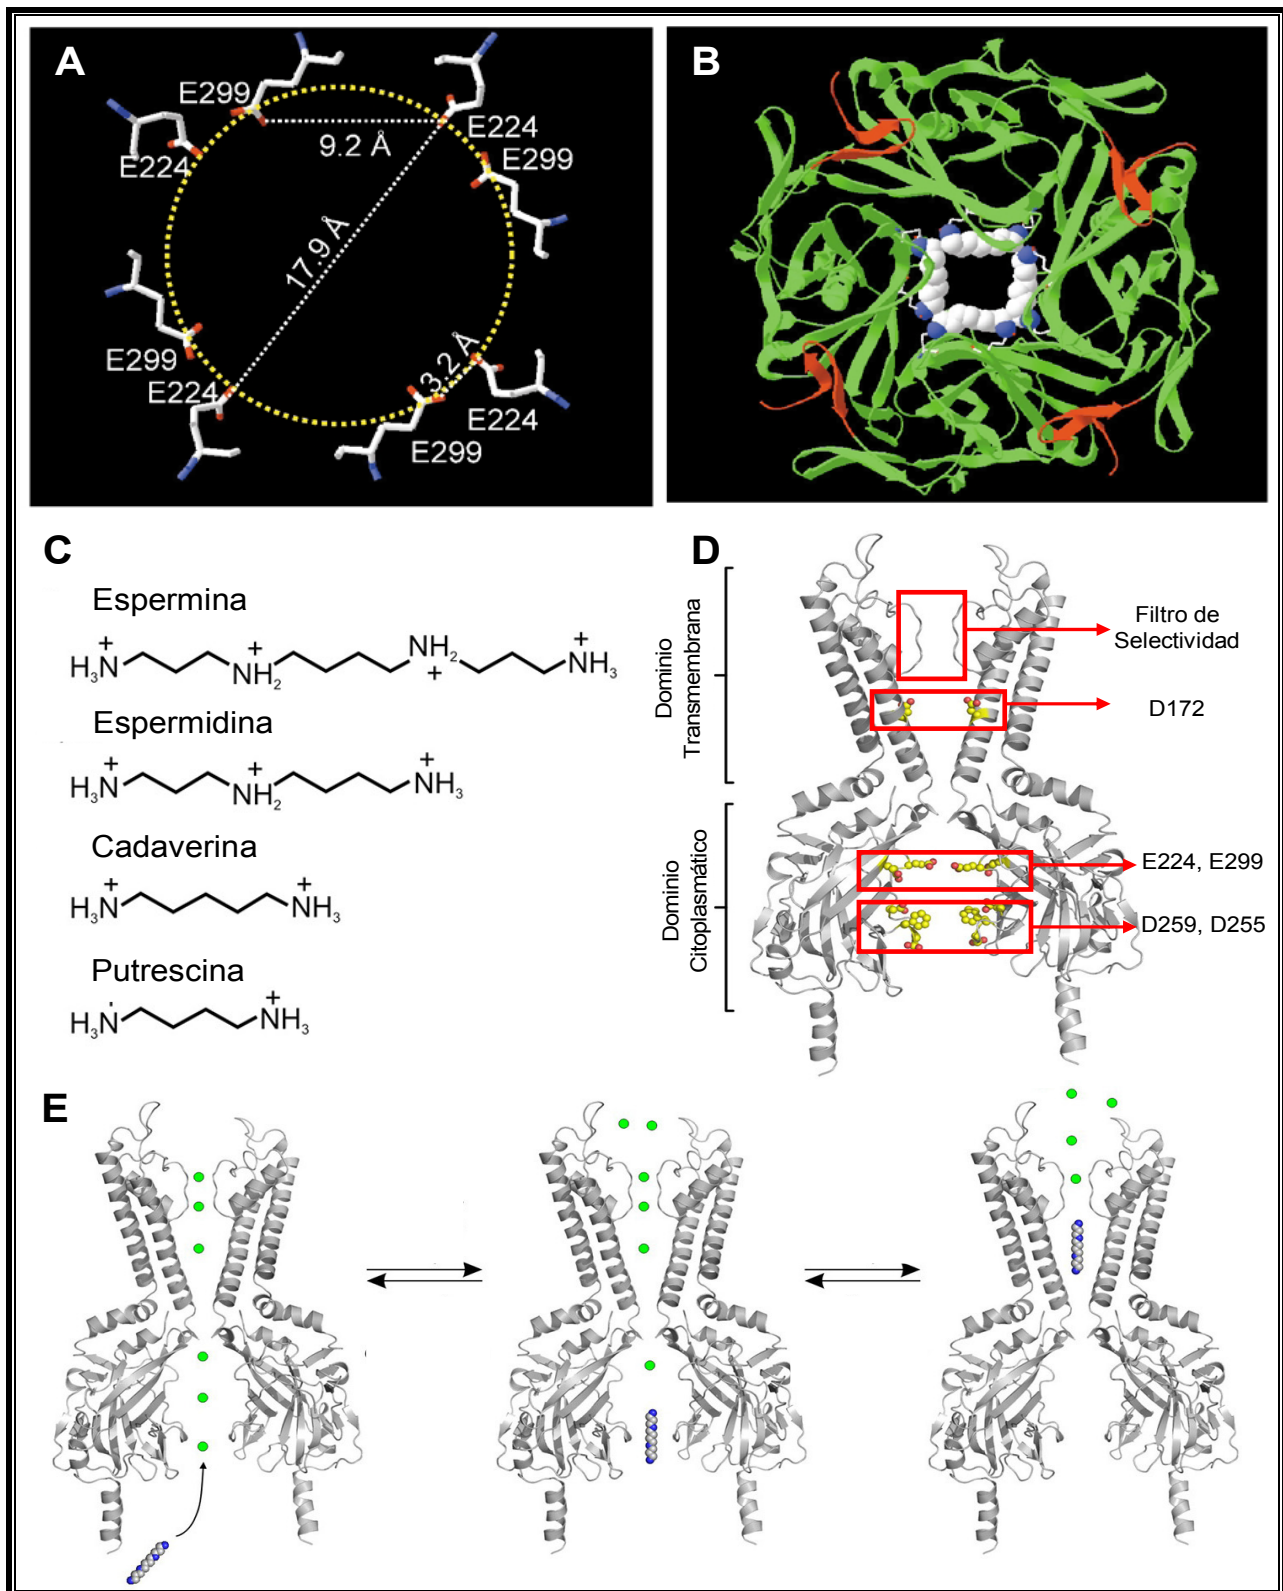 A
E299
E224
9.2 Å
E224
E299
17.9 Å
E299
E224
3.2 Å
E224
E299
B
C
Espermina
H₃N⁺ NH₂⁺ NH₂⁺ NH₃⁺
Espermidina
H₃N⁺ NH₂⁺ NH₃⁺
Cadaverina
H₃N⁺ NH₃⁺
Putrescina
H₃N NH₃⁺
D
Dominio
Transmembrana
Filtro de
Selectividad
D172
Dominio
Citoplasmático
E224, E299
D259, D255
E